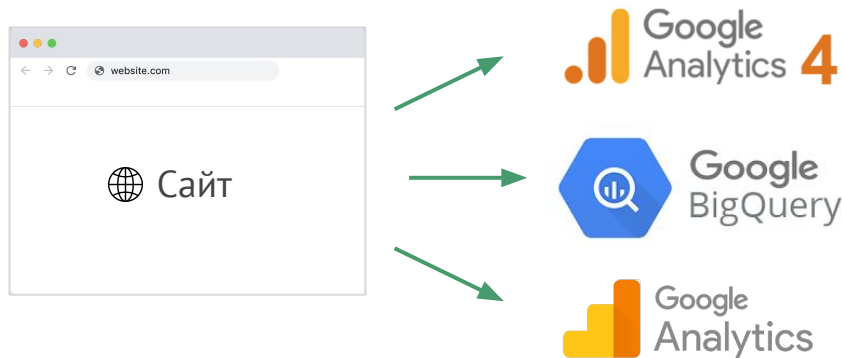 website.com
Сайт
Google
Analytics 4
Google
BigQuery
Google
Analytics